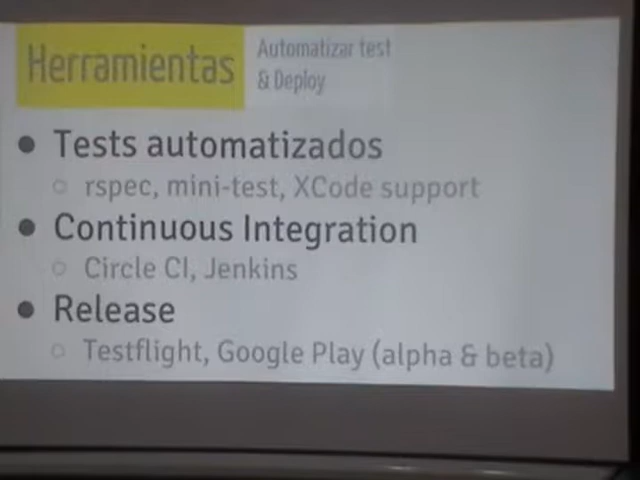 Herramientas
Automatizar test
& Deploy
● Tests automatizados
○ rspec, mini-test, XCode support
● Continuous Integration
○ Circle CI, Jenkins
● Release
○ Testflight, Google Play (alpha & beta)